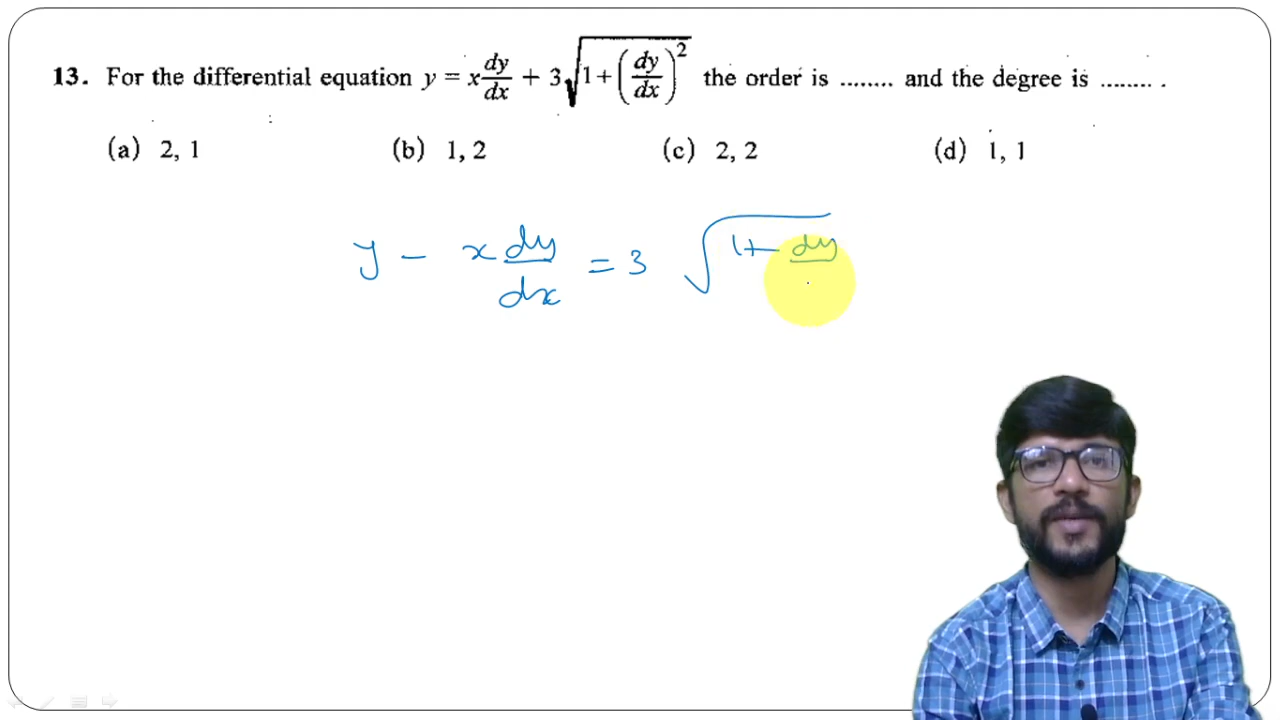 13. For the differential equation y = x dy/dx + 3√(1 + (dy/dx)²) the order is ........ and the degree is ........ .
(a) 2, 1 (b) 1, 2 (c) 2, 2 (d) 1, 1
y - x dy/dx = 3 √(1 + dy